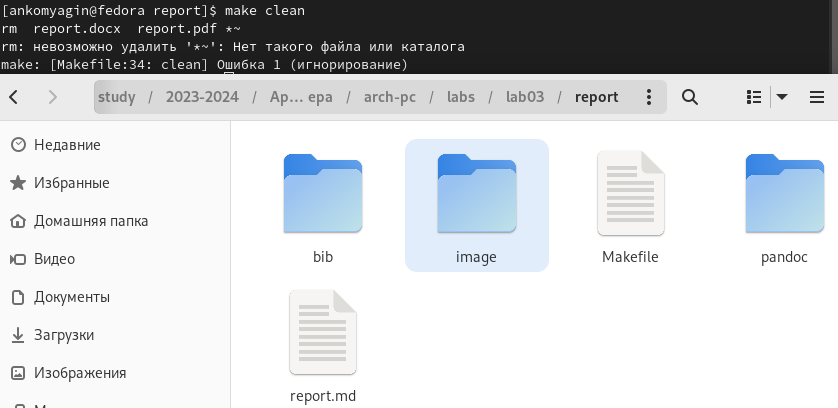 [ankomyagin@fedora report]$ make clean
rm  report.docx  report.pdf *~
rm: невозможно удалить '*~': Нет такого файла или каталога
make: [Makefile:34: clean] Ошибка 1 (игнорирование)
study / 2023-2024 / Ар… ера / arch-pc / labs / lab03 / report
Недавние
Избранные
Домашняя папка
Видео
Документы
Загрузки
Изображения
bib
image
Makefile
pandoc
report.md